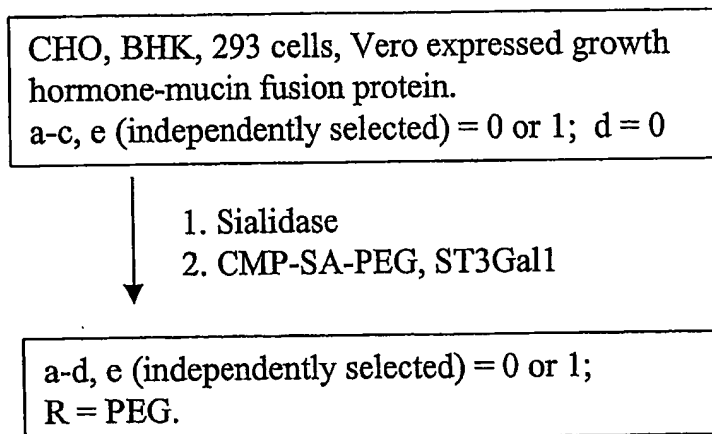 CHO, BHK, 293 cells, Vero expressed growth
hormone-mucin fusion protein.
a-c, e (independently selected) = 0 or 1; d = 0
1. Sialidase
2. CMP-SA-PEG, ST3Gal1
a-d, e (independently selected) = 0 or 1;
R = PEG.